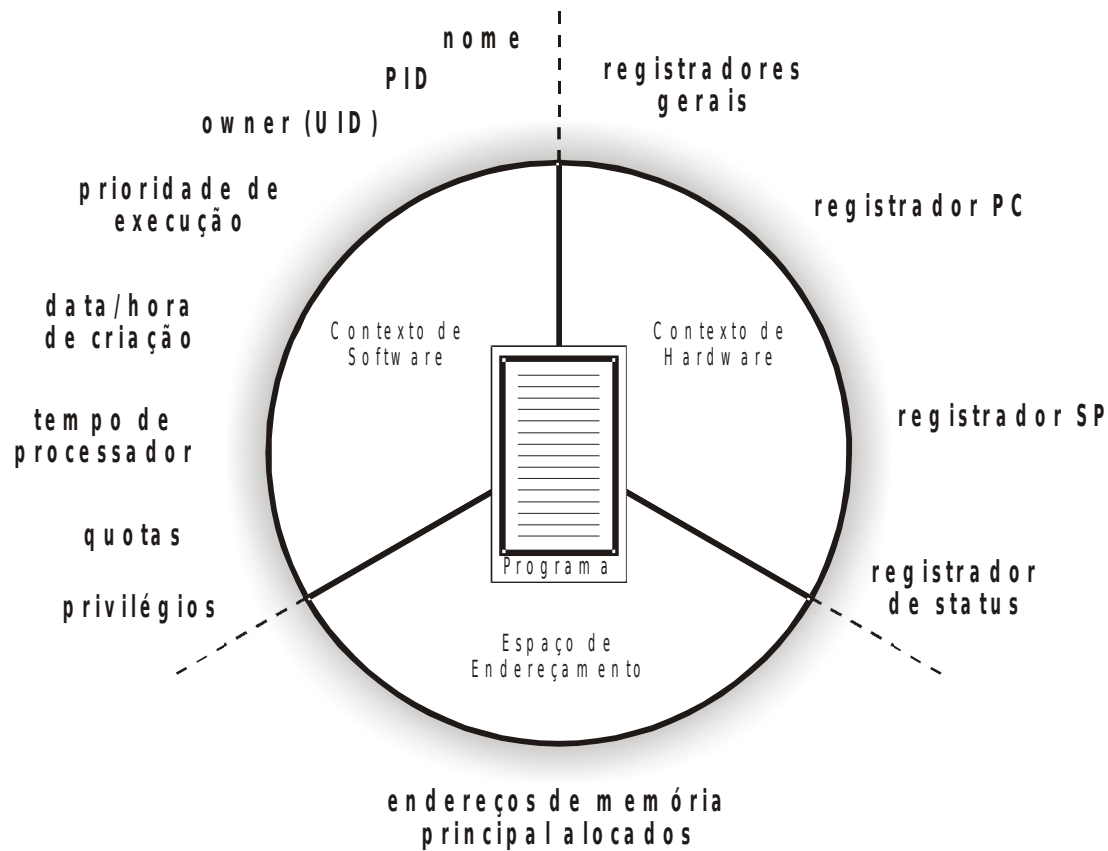 nome
PID
owner (UID)
prioridade de
execução
data/hora
de criação
tempo de
processador
quotas
privilégios
registradores
gerais
registrador PC
registrador SP
registrador
de status
Contexto de
Software
Contexto de
Hardware
Programa
Espaço de
Endereçamento
endereços de memória
principal alocados